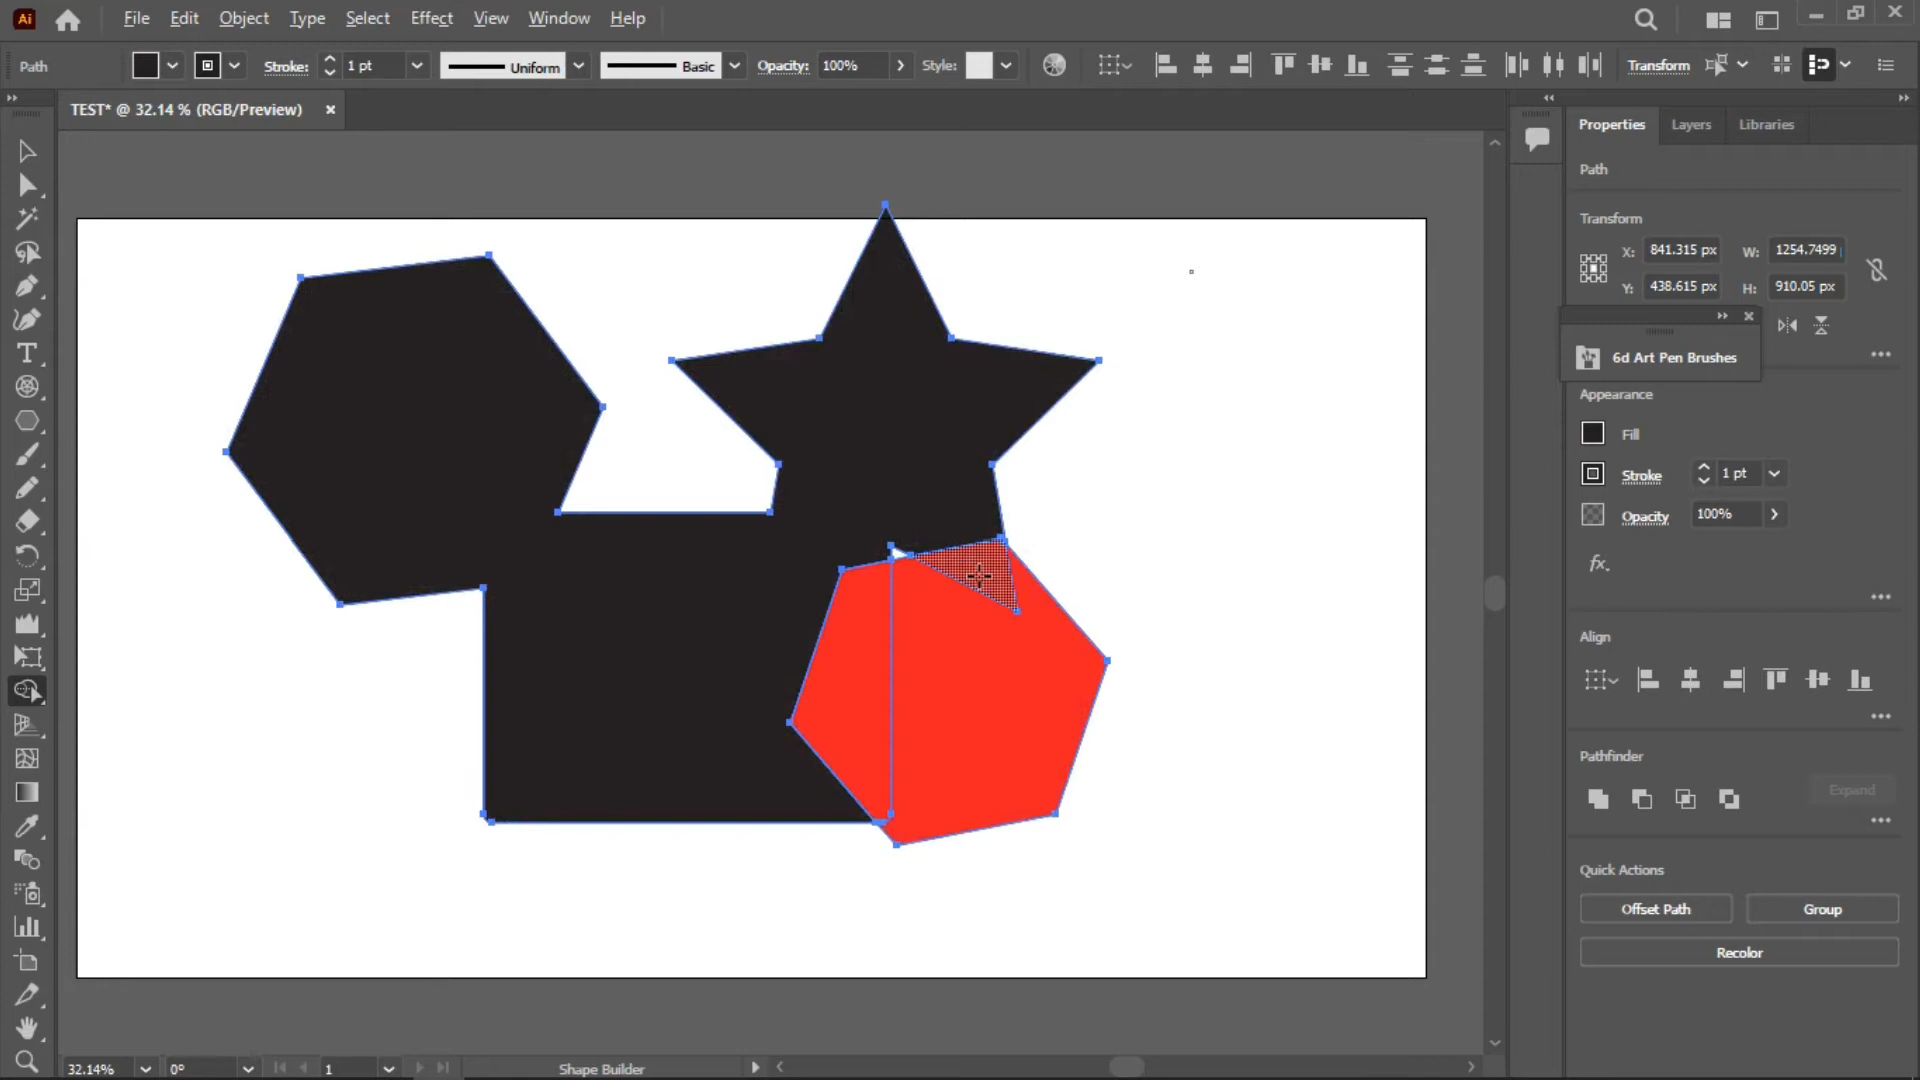 Ai File Edit Object Type Select Effect View Window Help
Path Stroke: 1 pt Uniform Basic Opacity: 100% Style: Transform
TEST* @ 32.14 % (RGB/Preview)
Properties Layers Libraries
Path
Transform
X: 841.315 px W: 1254.7499
Y: 438.615 px H: 910.05 px
6d Art Pen Brushes
Appearance
Fill
Stroke 1 pt
Opacity 100%
fx.
Align
Pathfinder
Expand
Quick Actions
Offset Path Group
Recolor
32.14% 0° 1 Shape Builder